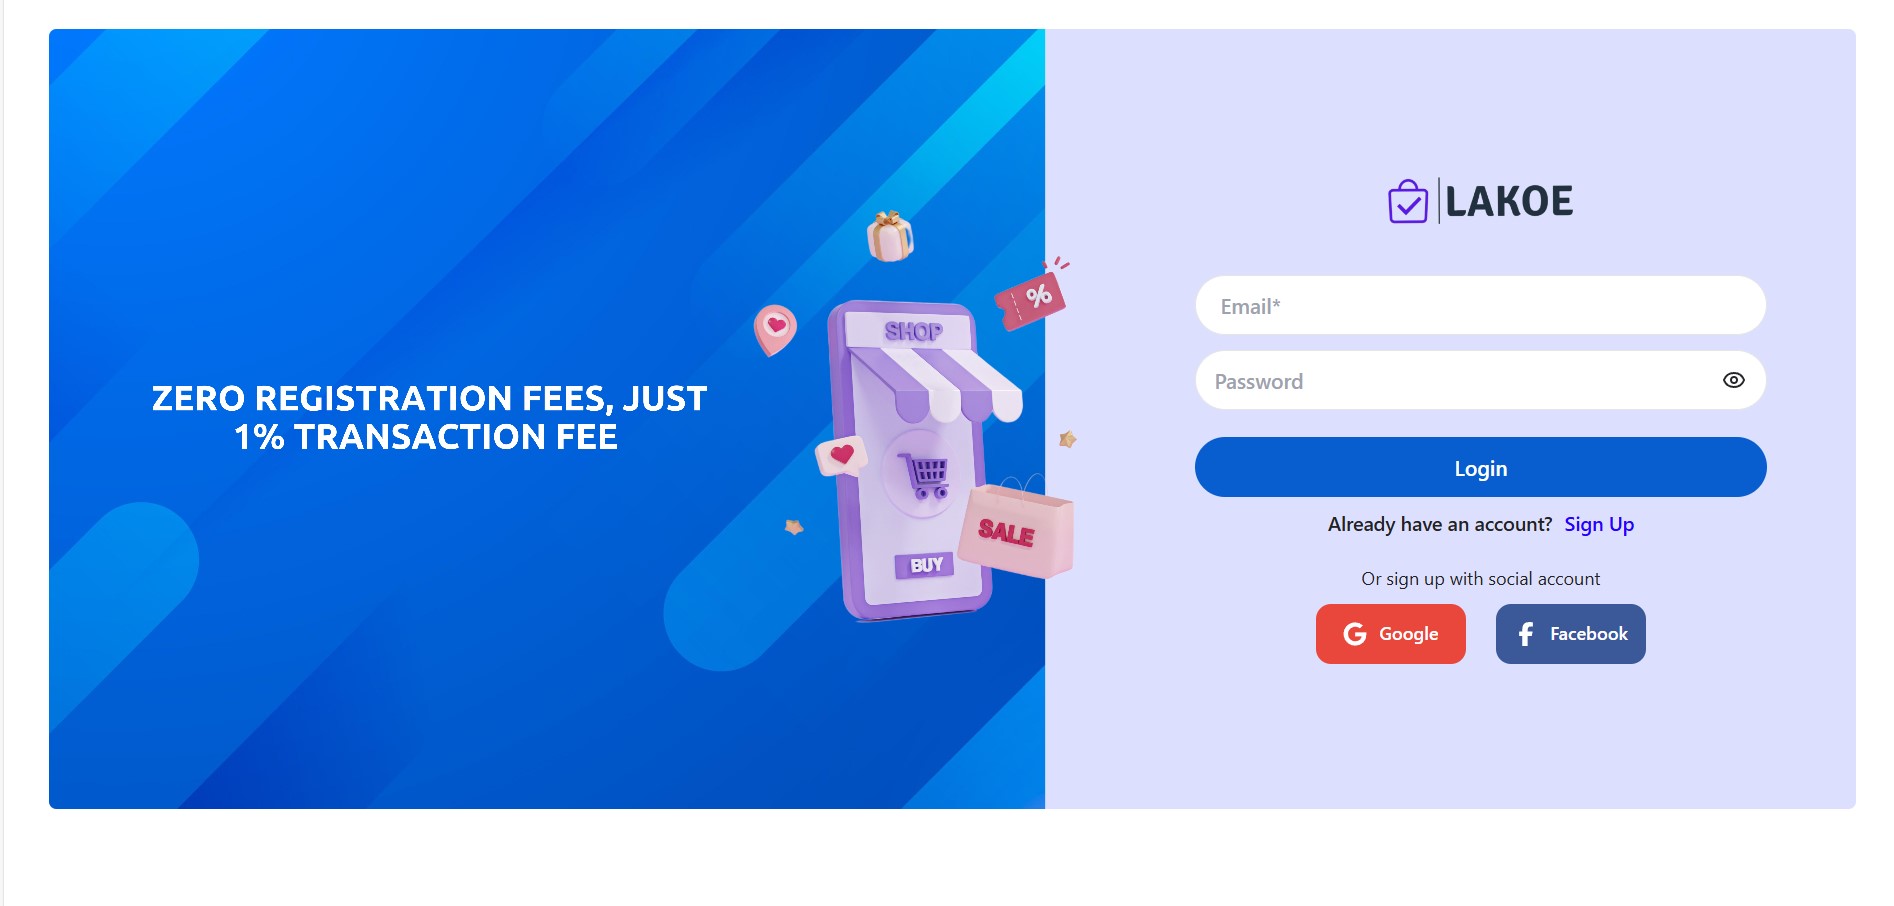 ZERO REGISTRATION FEES, JUST
1% TRANSACTION FEE
%
SHOP
SALE
BUY
LAKOE
Email*
Password
Login
Already have an account? Sign Up
Or sign up with social account
Google
Facebook